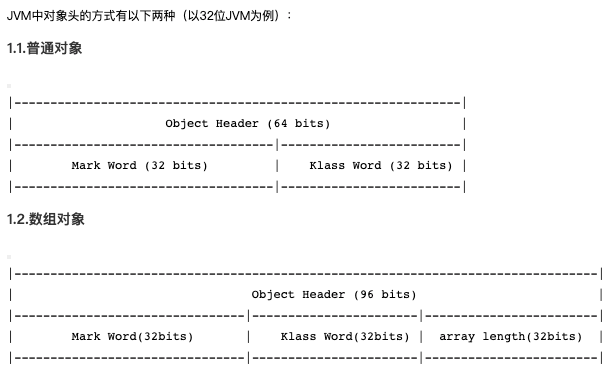 JVM中对象头的方式有以下两种（以32位JVM为例）：
1.1.普通对象
|--------------------------------------------------------------|
|                     Object Header (64 bits)                  |
|------------------------------------|-------------------------|
|        Mark Word (32 bits)         |    Klass Word (32 bits) |
|------------------------------------|-------------------------|
1.2.数组对象
|---------------------------------------------------------------------------------|
|                                 Object Header (96 bits)                         |
|--------------------------------|-----------------------|------------------------|
|        Mark Word(32bits)       |    Klass Word(32bits) |  array length(32bits)  |
|--------------------------------|-----------------------|------------------------|